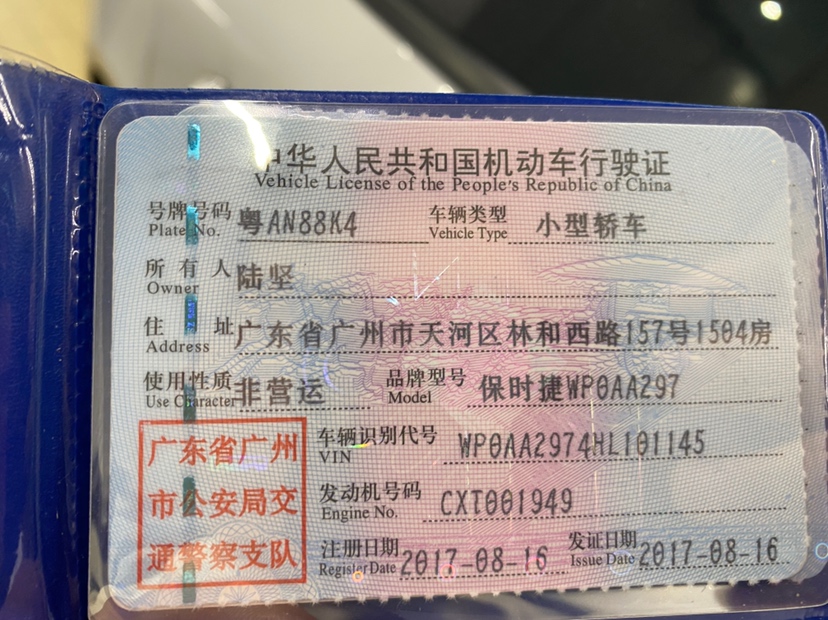 中华人民共和国机动车行驶证
Vehicle License of the People's Republic of China
号牌号码 粤AN88K4 车辆类型 小型轿车
Plate No. Vehicle Type
所有人 陆坚
Owner
住址 广东省广州市天河区林和西路157号1504房
Address
使用性质 非营运 品牌型号 保时捷WP0AA297
Use Character Model
车辆识别代号 WP0AA2974HL101145
VIN
发动机号码 CXT001949
Engine No.
注册日期 2017-08-16 发证日期 2017-08-16
Register Date Issue Date
广东省广州
市公安局交
通警察支队